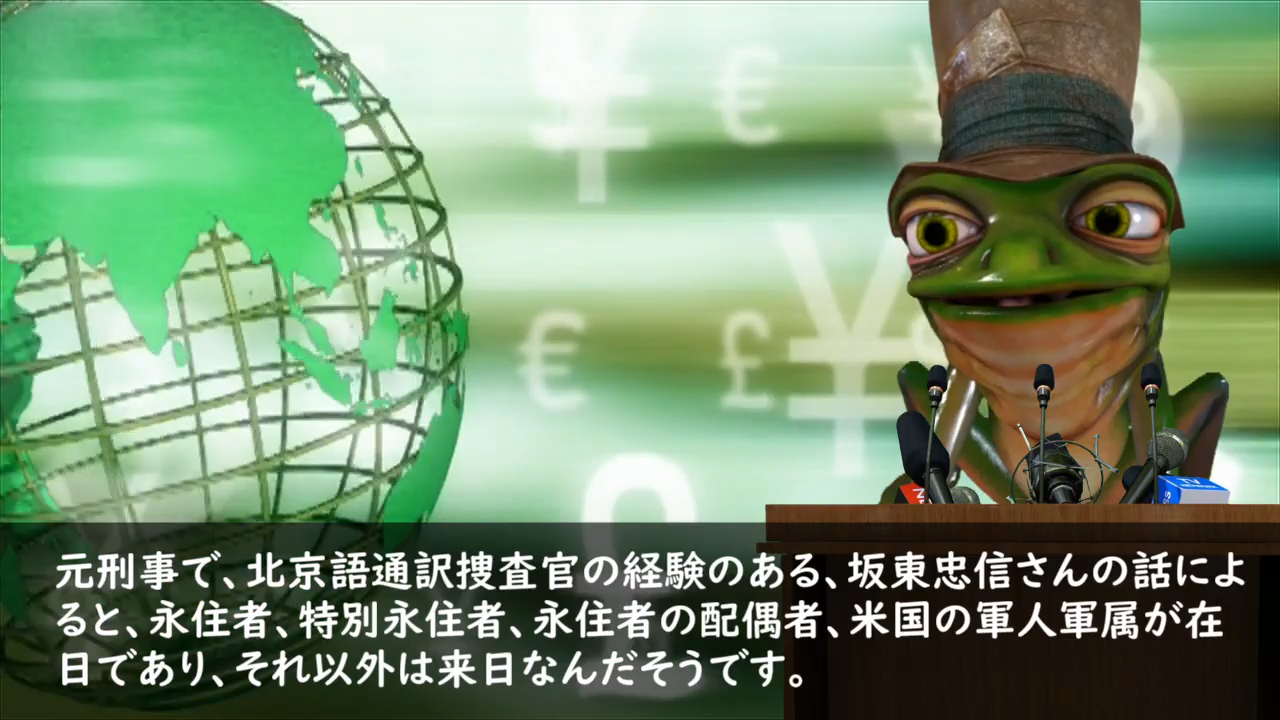 元刑事で、北京語通訳捜査官の経験のある、坂東忠信さんの話によ
ると、永住者、特別永住者、永住者の配偶者、米国の軍人軍属が在
日であり、それ以外は来日なんだそうです。